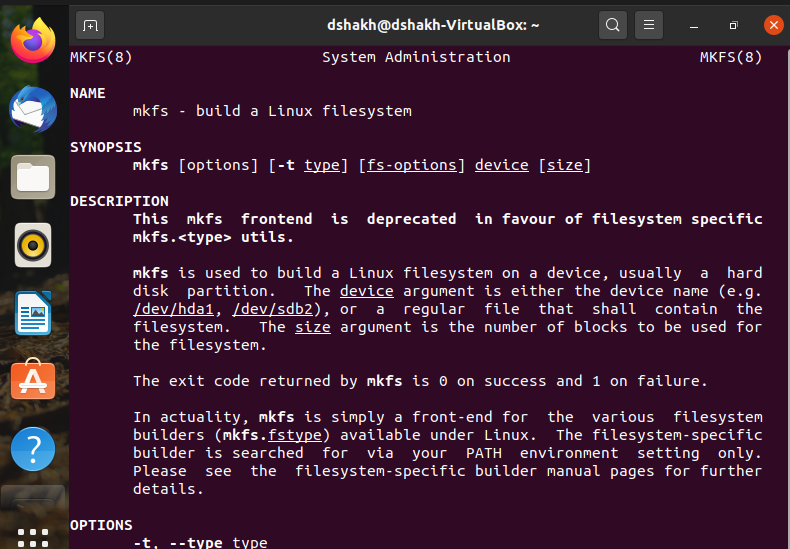 dshakh@dshakh-VirtualBox: ~
MKFS(8) System Administration MKFS(8)
NAME
mkfs - build a Linux filesystem
SYNOPSIS
mkfs [options] [-t type] [fs-options] device [size]
DESCRIPTION
This mkfs frontend is deprecated in favour of filesystem specific
mkfs.<type> utils.
mkfs is used to build a Linux filesystem on a device, usually a hard
disk partition. The device argument is either the device name (e.g.
/dev/hda1, /dev/sdb2), or a regular file that shall contain the
filesystem. The size argument is the number of blocks to be used for
the filesystem.
The exit code returned by mkfs is 0 on success and 1 on failure.
In actuality, mkfs is simply a front-end for the various filesystem
builders (mkfs.fstype) available under Linux. The filesystem-specific
builder is searched for via your PATH environment setting only.
Please see the filesystem-specific builder manual pages for further
details.
OPTIONS
-t, --type type